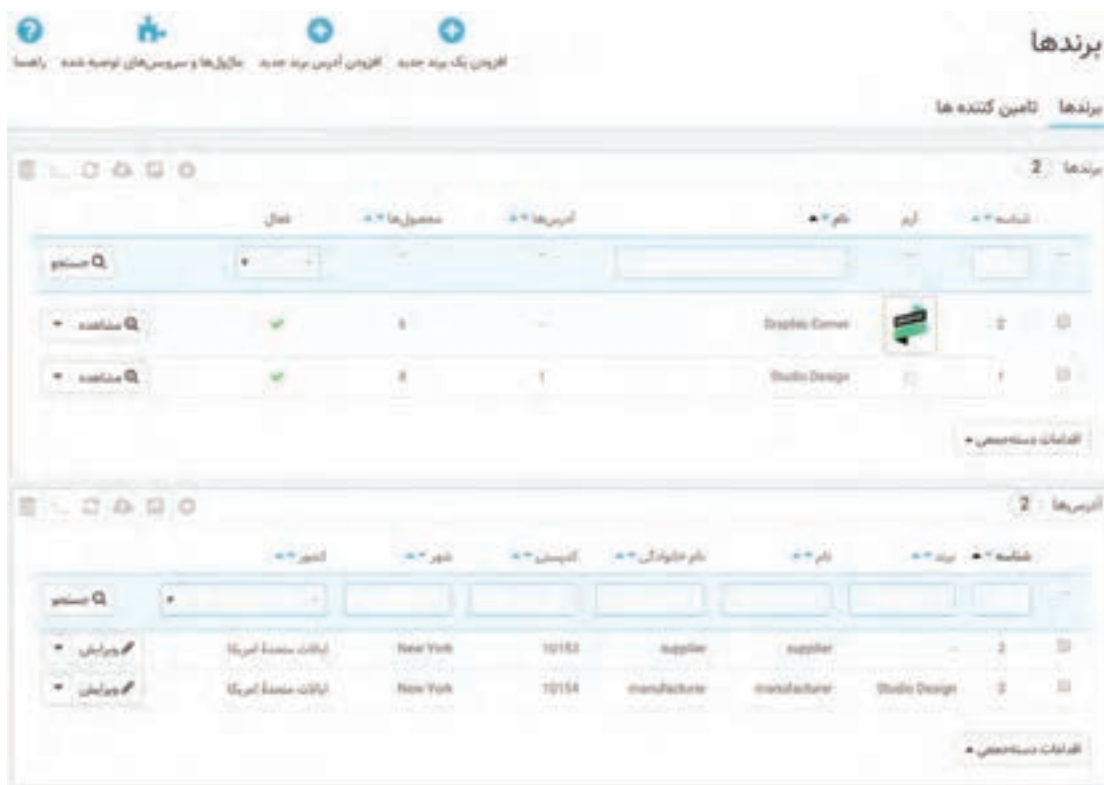 برندها
افزودن یک برند جدید افزودن آدرس برند جدید ماژول‌ها و سرویس‌های توصیه شده راهنما
برندها تامین کننده ها
برندها 2
شناسه آرم نام آدرس‌ها محصول‌ها فعال
-- -- -- -- - جستجو
2 Graphic Corner -- مشاهده
1 Studio Design 1 مشاهده
اقدامات دسته‌جمعی
آدرس‌ها 2
شناسه برند نام نام خانوادگی کدپستی شهر کشور
-- - جستجو
supplier supplier 10153 New York ایالات متحدهٔ امریکا ویرایش
Studio Design manufacturer manufacturer 10154 New York ایالات متحدهٔ امریکا ویرایش
اقدامات دسته‌جمعی